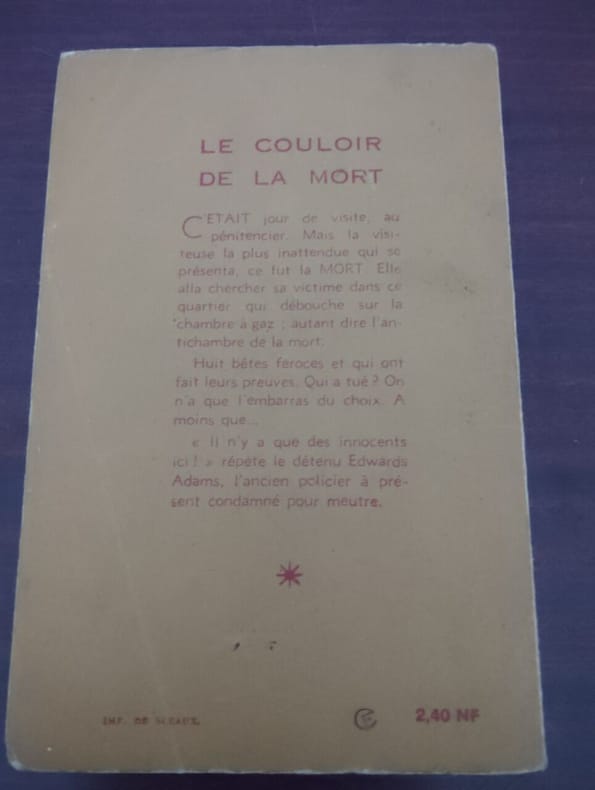 LE COULOIR
DE LA MORT
C'ETAIT jour de visite, au
pénitencier. Mais la visi-
teuse la plus inattendue qui se
présenta, ce fut la MORT. Elle
alla chercher sa victime dans ce
quartier qui débouche sur la
chambre à gaz ; autant dire l'an-
tichambre de la mort.
Huit bêtes feroces et qui ont
fait leurs preuves. Qui a tué ? On
n'a que l'embarras du choix. A
moins que...
« Il n'y a que des innocents
ici ! » répète le détenu Edwards
Adams, l'ancien policier à pré-
sent condamné pour meutre.
IMP. DE SCEAUX.
2,40 NF